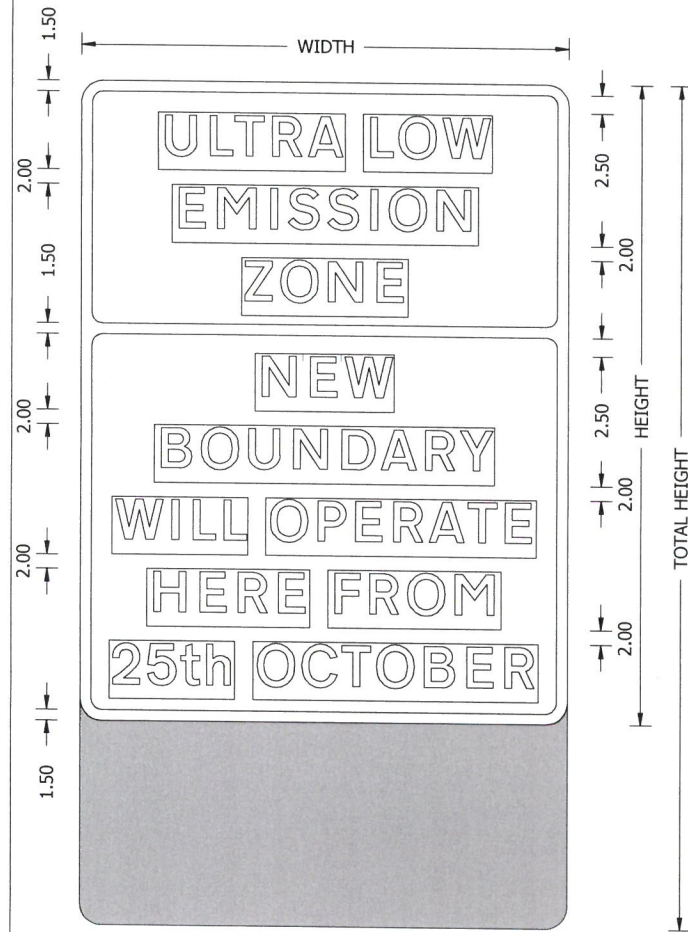 WIDTH
ULTRA LOW
EMISSION
ZONE
NEW
BOUNDARY
WILL OPERATE
HERE FROM
25th OCTOBER
1.50
2.00
1.50
2.00
2.00
1.50
2.50
2.00
2.50
2.00
2.00
HEIGHT
TOTAL HEIGHT